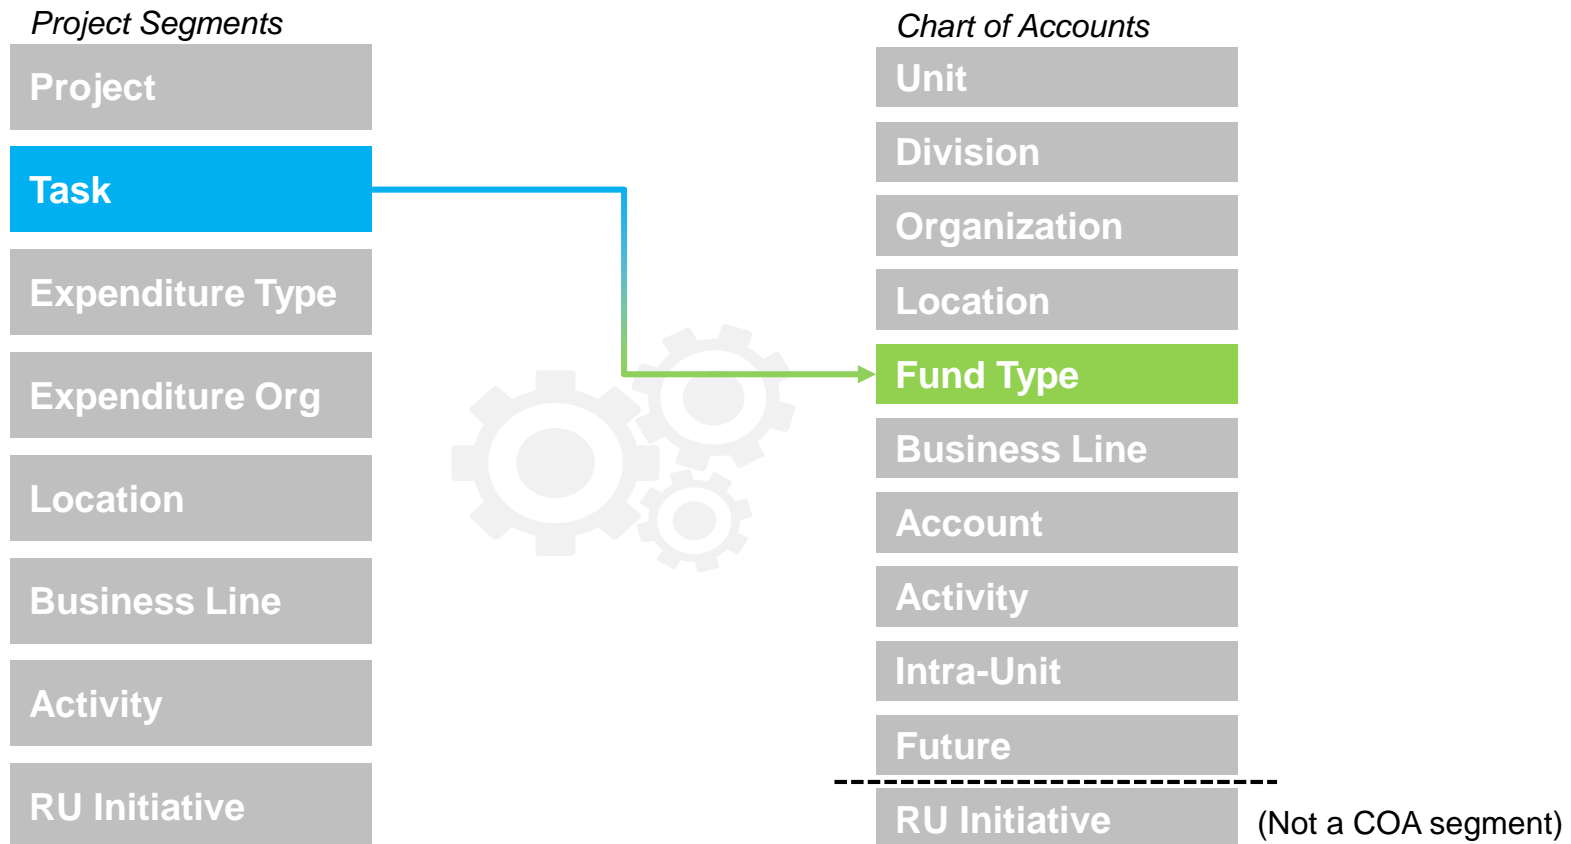 Project Segments
Project
Task
Expenditure Type
Expenditure Org
Location
Business Line
Activity
RU Initiative
Chart of Accounts
Unit
Division
Organization
Location
Fund Type
Business Line
Account
Activity
Intra-Unit
Future
RU Initiative
(Not a COA segment)